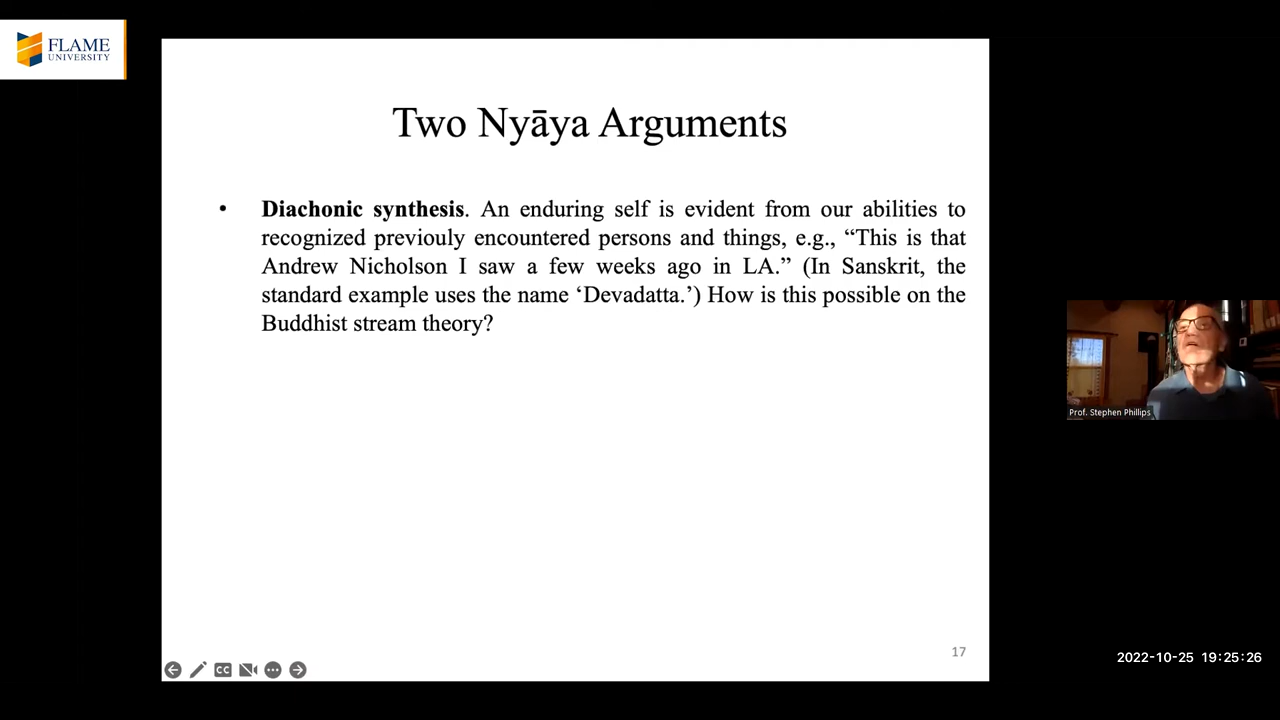 FLAME
UNIVERSITY
Two Nyāya Arguments
• Diachonic synthesis. An enduring self is evident from our abilities to
recognized previouly encountered persons and things, e.g., “This is that
Andrew Nicholson I saw a few weeks ago in LA.” (In Sanskrit, the
standard example uses the name ‘Devadatta.’) How is this possible on the
Buddhist stream theory?
Prof. Stephen Phillips
CC
17
2022-10-25 19:25:26